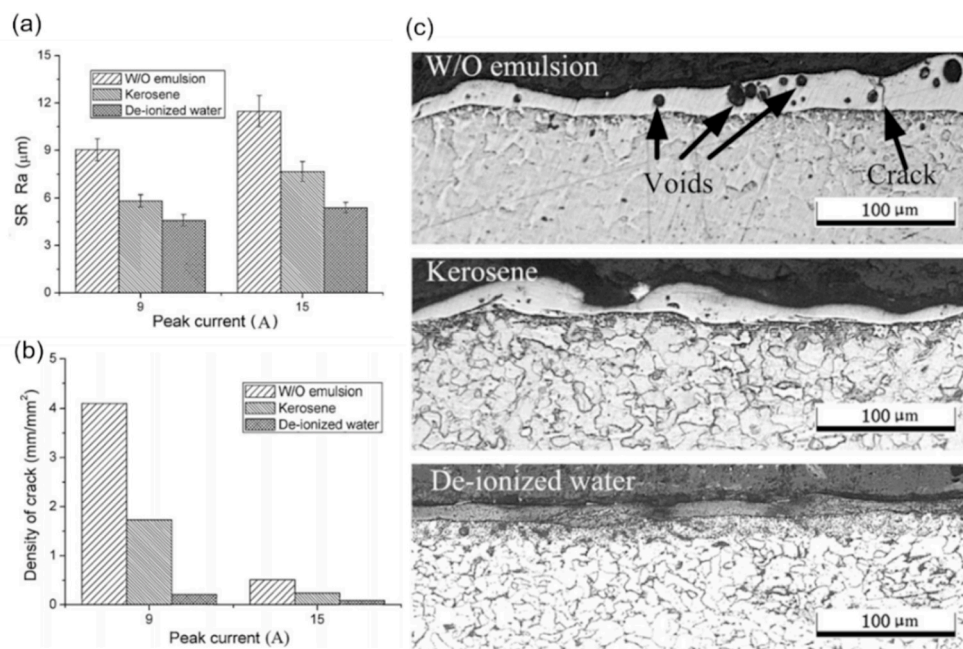 (a)
15
12
9
6
3
0
SR Ra (μm)
W/O emulsion
Kerosene
De-ionized water
9 15
Peak current (A)
(b)
5
4
3
2
1
0
Density of crack (mm/mm²)
W/O emulsion
Kerosene
De-ionized water
9 15
Peak current (A)
(c)
W/O emulsion
Voids
Crack
100 μm
Kerosene
100 μm
De-ionized water
100 μm